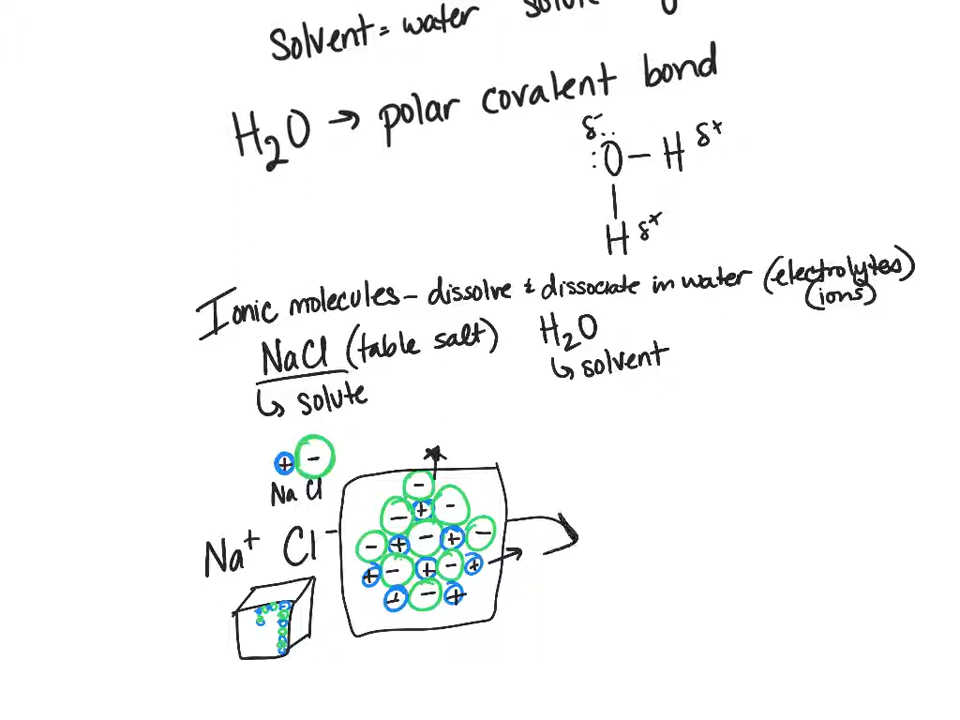 Solvent = water solute
H2O → polar covalent bond
δ- δ+
:Ö - H
H δ+
Ionic molecules - dissolve & dissociate in water (electrolytes)
(ions)
NaCl (table salt) H2O
↳ solute ↳ solvent
+ -
Na Cl
Na+ Cl-
-
- + -
- + - + -
+ - + - +
+ - +